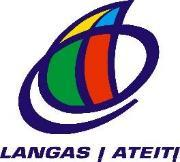 LANGAS Į ATEITĮ